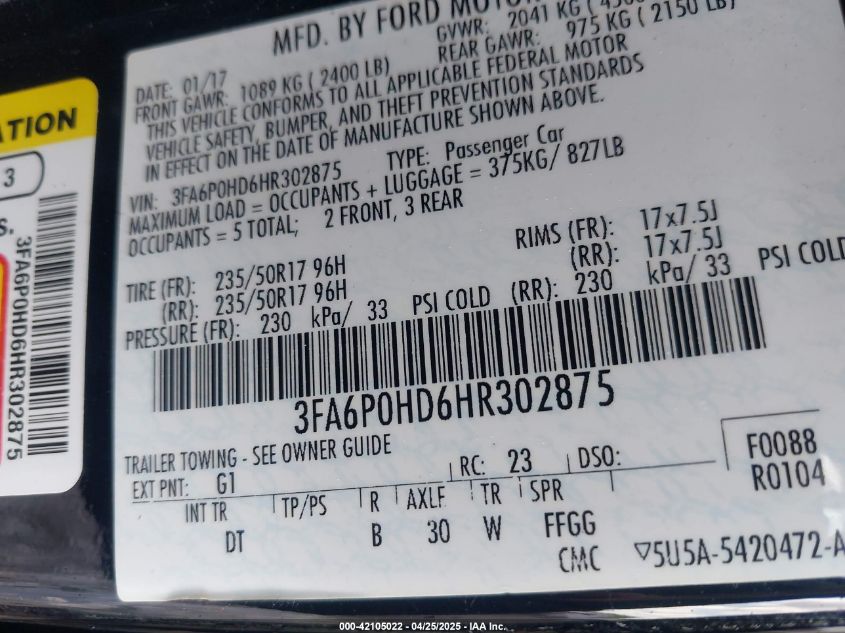 MFD. BY FORD MOTOR
DATE: 01/17 GVWR: 2041 KG
FRONT GAWR: 1089 KG ( 2400 LB) REAR GAWR: 975 KG ( 2150 LB)
THIS VEHICLE CONFORMS TO ALL APPLICABLE FEDERAL MOTOR
VEHICLE SAFETY, BUMPER, AND THEFT PREVENTION STANDARDS
IN EFFECT ON THE DATE OF MANUFACTURE SHOWN ABOVE.
VIN: 3FA6P0HD6HR302875 TYPE: Passenger Car
MAXIMUM LOAD = OCCUPANTS + LUGGAGE = 375KG/ 827LB
OCCUPANTS = 5 TOTAL; 2 FRONT, 3 REAR
TIRE (FR): 235/50R17 96H RIMS (FR): 17x7.5J
(RR): 235/50R17 96H (RR): 17x7.5J
PRESSURE (FR): 230 kPa/ 33 PSI COLD (RR): 230 kPa/ 33 PSI COLD
3FA6P0HD6HR302875
TRAILER TOWING - SEE OWNER GUIDE
EXT PNT: G1 RC: 23 DSO: F0088
R0104
INT TR TP/PS R AXLE TR SPR
DT B 30 W FFGG
CMC
▽5U5A-5420472-A
ATION
3
S.
3FA6P0HD6HR302875
000-42105022 - 04/25/2025 - IAA Inc.